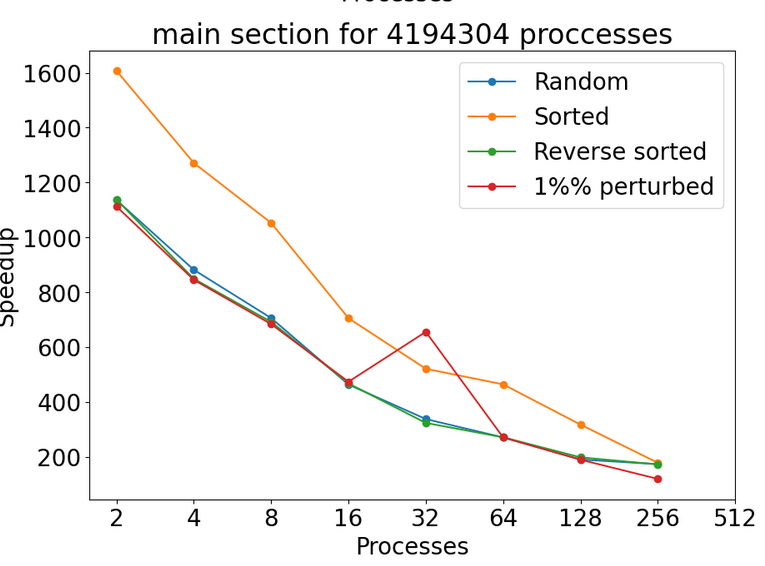 Processes
main section for 4194304 proccesses
Speedup
1600
1400
1200
1000
800
600
400
200
Random
Sorted
Reverse sorted
1%% perturbed
2 4 8 16 32 64 128 256 512
Processes